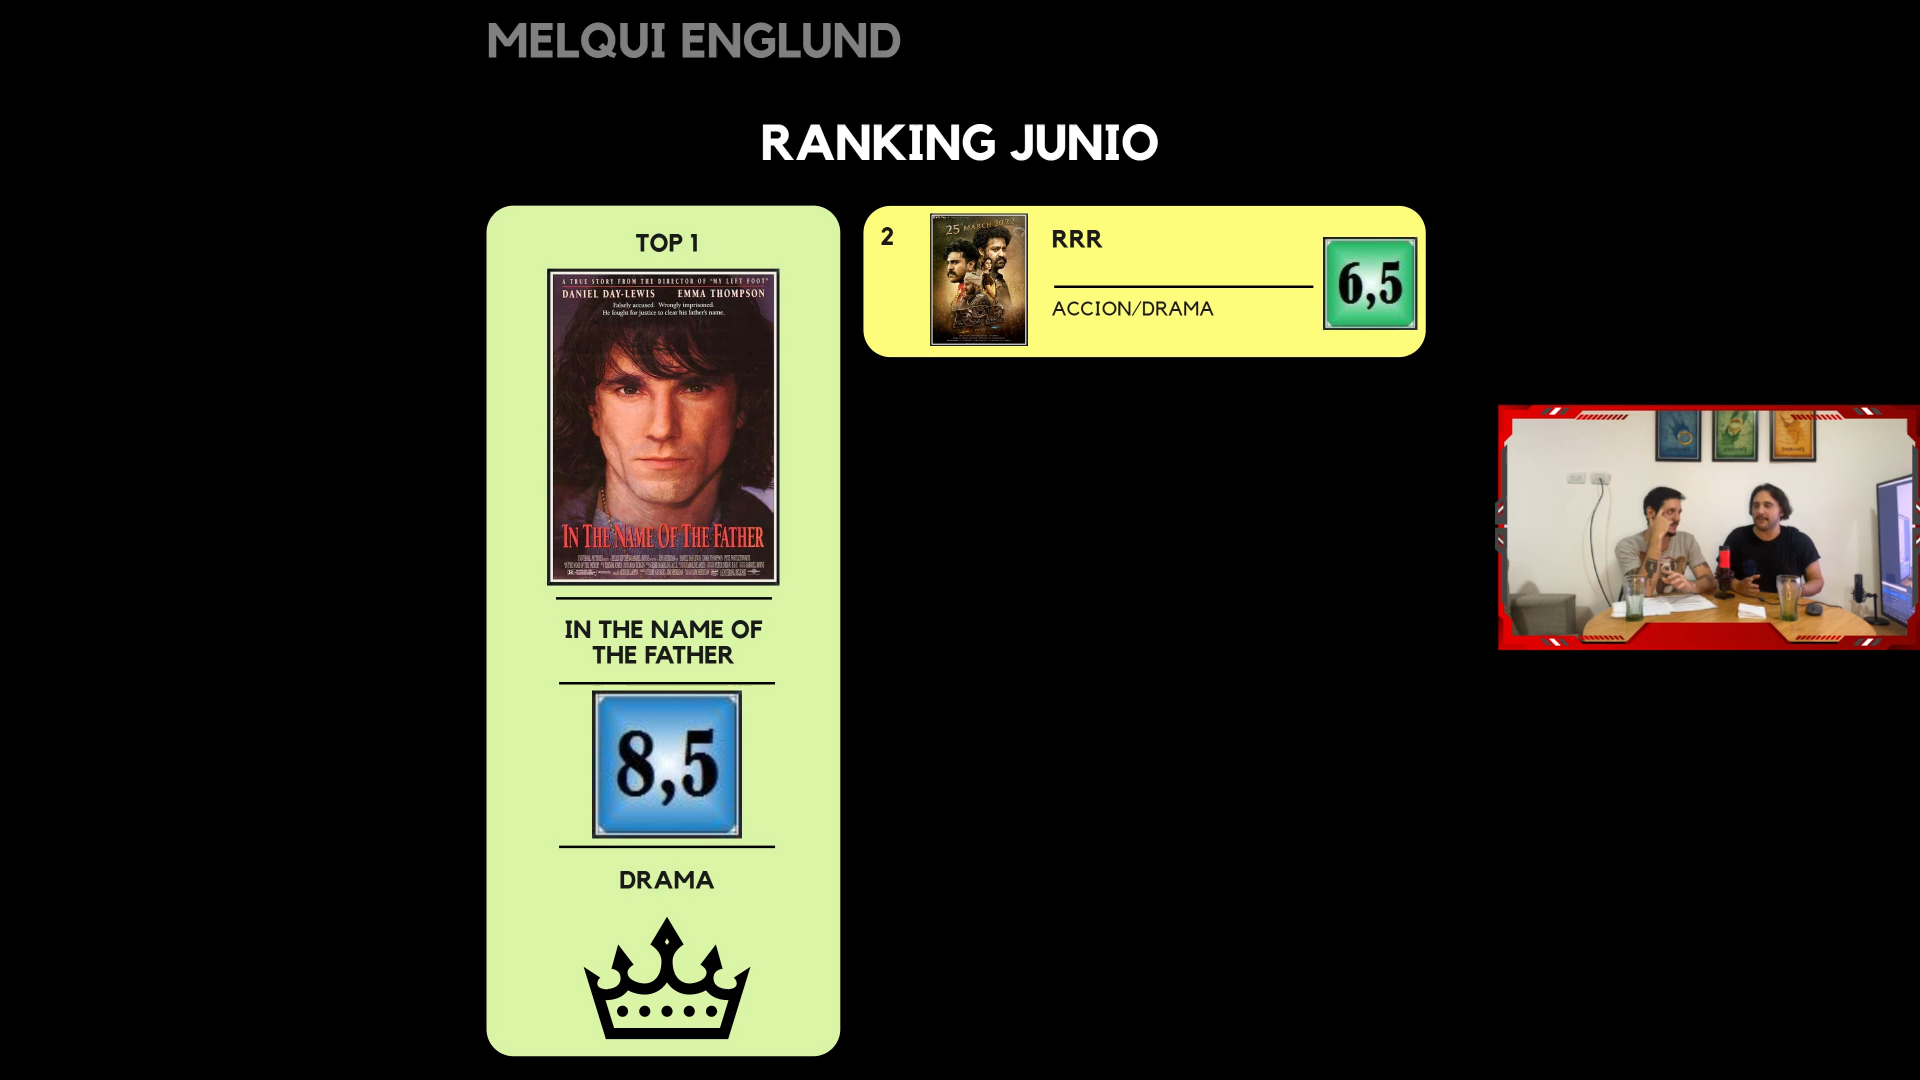 MELQUI ENGLUND
RANKING JUNIO
TOP 1
A TRUE STORY FROM THE DIRECTOR OF "MY LEFT FOOT"
DANIEL DAY-LEWIS EMMA THOMPSON
Falsely accused. Wrongly imprisoned.
He fought for justice to clear his father's name.
IN THE NAME OF THE FATHER
IN THE NAME OF
THE FATHER
8,5
DRAMA
2
25 MARCH 2022
RRR
RRR
ACCION/DRAMA
6,5